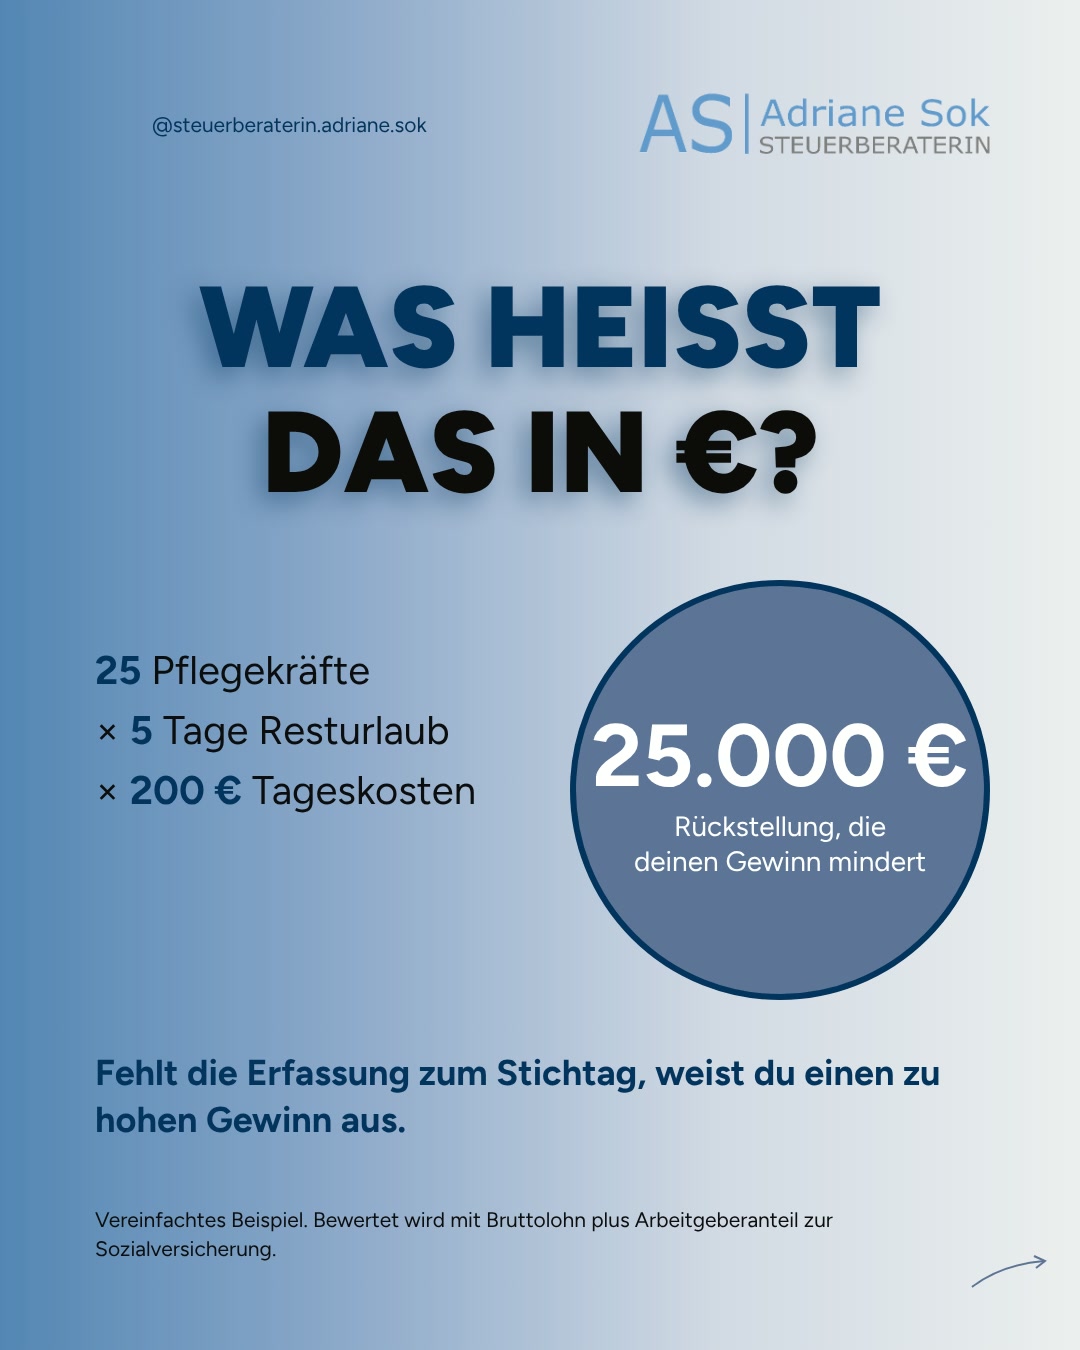 @steuerberaterin.adriane.sok
AS | Adriane Sok
STEUERBERATERIN
WAS HEISST
DAS IN €?
25 Pflegekräfte
× 5 Tage Resturlaub
× 200 € Tageskosten
25.000 €
Rückstellung, die
deinen Gewinn mindert
Fehlt die Erfassung zum Stichtag, weist du einen zu
hohen Gewinn aus.
Vereinfachtes Beispiel. Bewertet wird mit Bruttolohn plus Arbeitgeberanteil zur
Sozialversicherung.